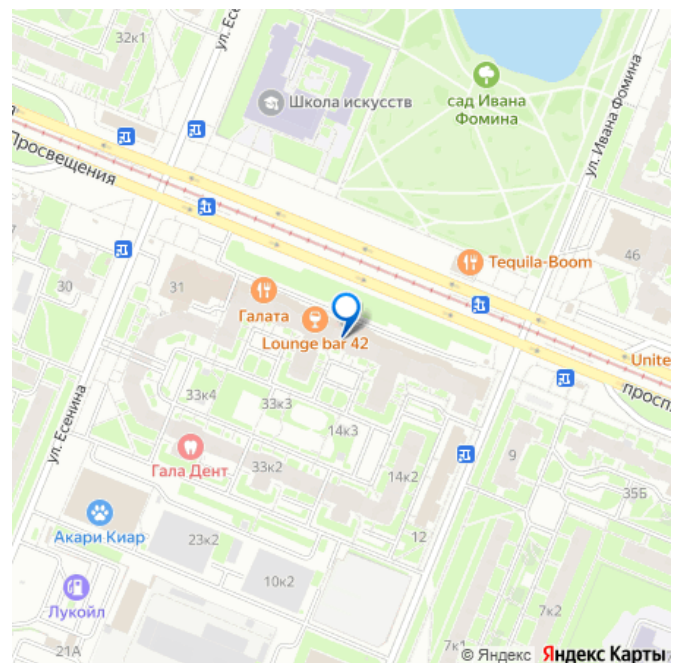 32к1
ул. Есенина
Школа искусств
сад Ивана
Фомина
ул. Ивана Фомина
Просвещения
Tequila-Boom
46
30
31
Галата
Lounge bar 42
Unite
просп
33к4
33к3
14к3
ул. Есенина
Гала Дент
33к2
14к2
9
35Б
Акари Киар
23к2
12
10к2
Лукойл
7к2
21А
7к1
© Яндекс Яндекс Карты